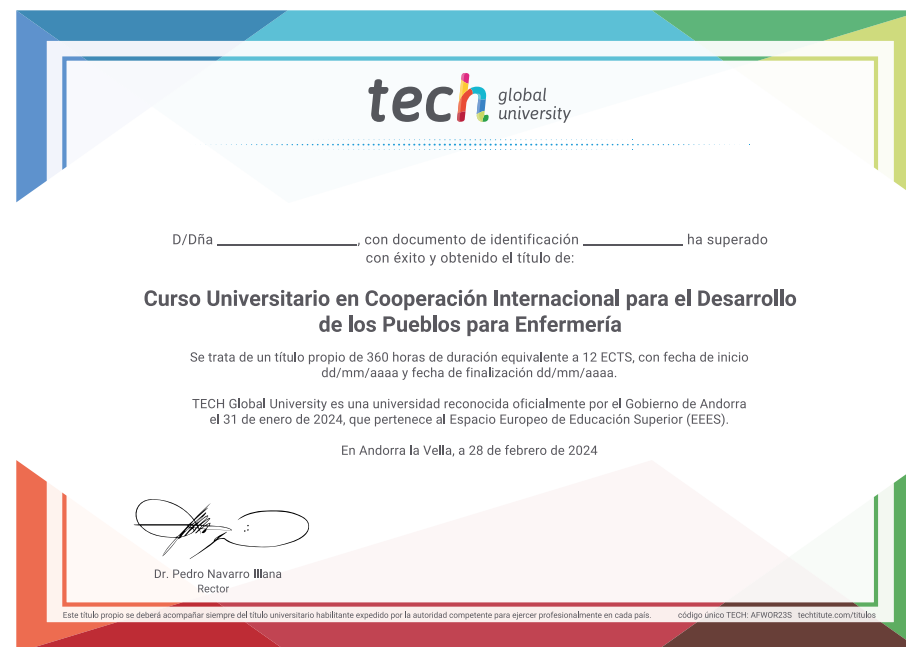 tech global university
D/Dña ______________, con documento de identificación __________ ha superado
con éxito y obtenido el título de:
Curso Universitario en Cooperación Internacional para el Desarrollo
de los Pueblos para Enfermería
Se trata de un título propio de 360 horas de duración equivalente a 12 ECTS, con fecha de inicio
dd/mm/aaaa y fecha de finalización dd/mm/aaaa.
TECH Global University es una universidad reconocida oficialmente por el Gobierno de Andorra
el 31 de enero de 2024, que pertenece al Espacio Europeo de Educación Superior (EEES).
En Andorra la Vella, a 28 de febrero de 2024
Dr. Pedro Navarro Illana
Rector
Este título propio se deberá acompañar siempre del título universitario habilitante expedido por la autoridad competente para ejercer profesionalmente en cada país. código único TECH: AFWOR23S techtitute.com/titulos